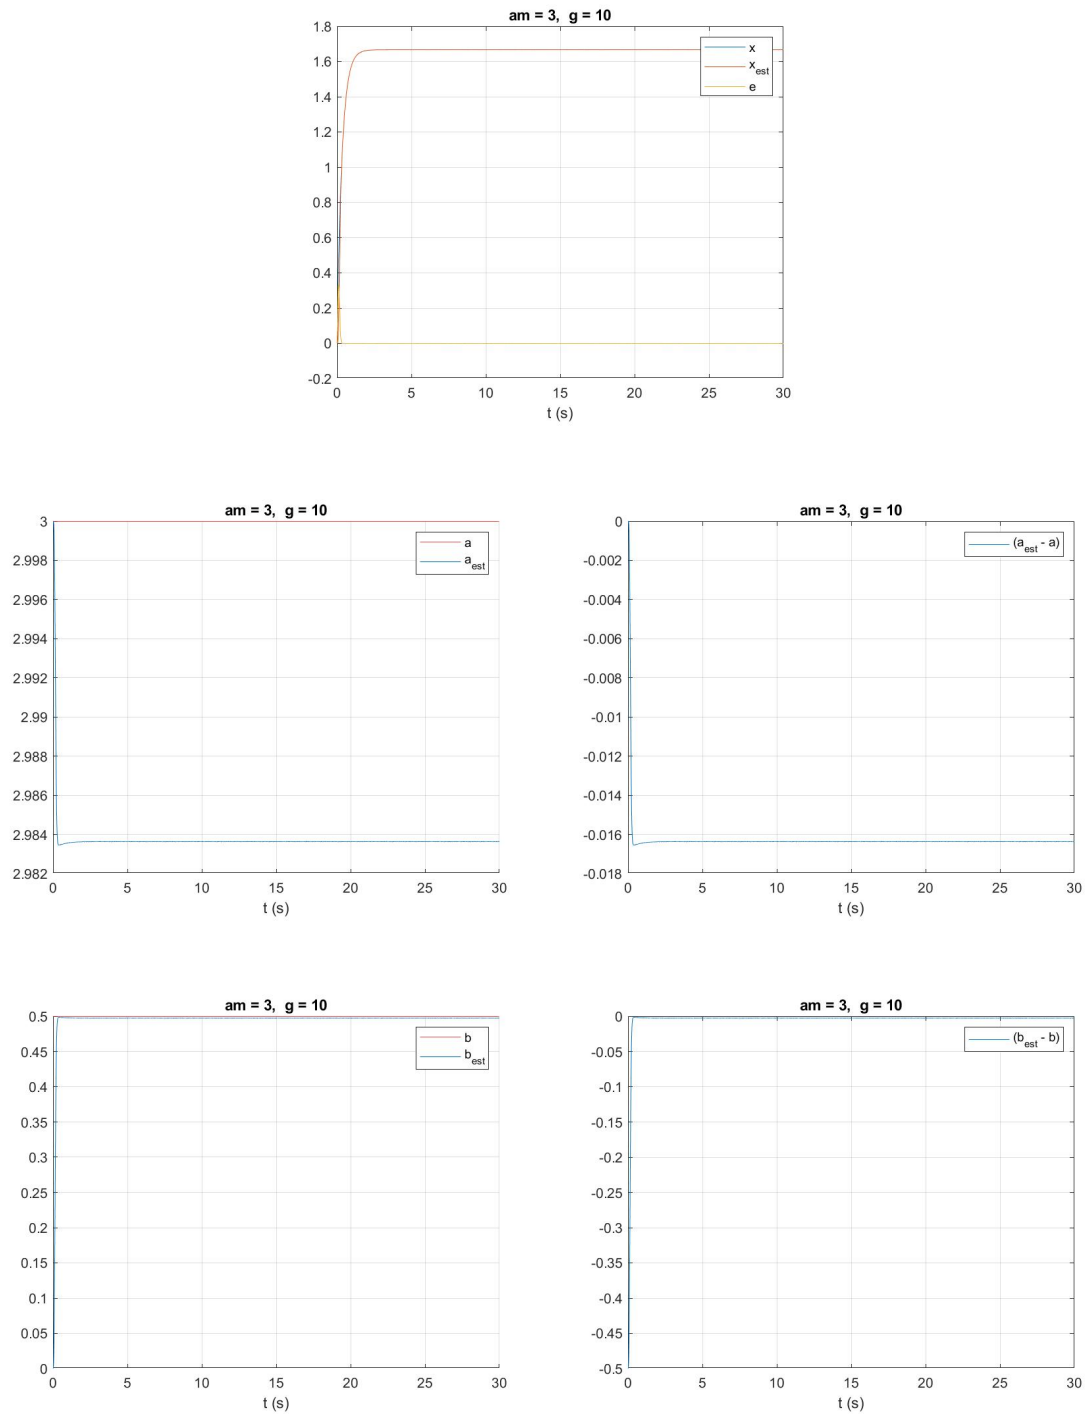 am = 3, g = 10
1.8
1.6
1.4
1.2
1
0.8
0.6
0.4
0.2
0
-0.2
x
x_est
e
0 5 10 15 20 25 30
t (s)
am = 3, g = 10
3
2.998
2.996
2.994
2.992
2.99
2.988
2.986
2.984
2.982
a
a_est
0 5 10 15 20 25 30
t (s)
am = 3, g = 10
0
-0.002
-0.004
-0.006
-0.008
-0.01
-0.012
-0.014
-0.016
-0.018
(a_est - a)
0 5 10 15 20 25 30
t (s)
am = 3, g = 10
0.5
0.45
0.4
0.35
0.3
0.25
0.2
0.15
0.1
0.05
0
b
b_est
0 5 10 15 20 25 30
t (s)
am = 3, g = 10
0
-0.05
-0.1
-0.15
-0.2
-0.25
-0.3
-0.35
-0.4
-0.45
-0.5
(b_est - b)
0 5 10 15 20 25 30
t (s)